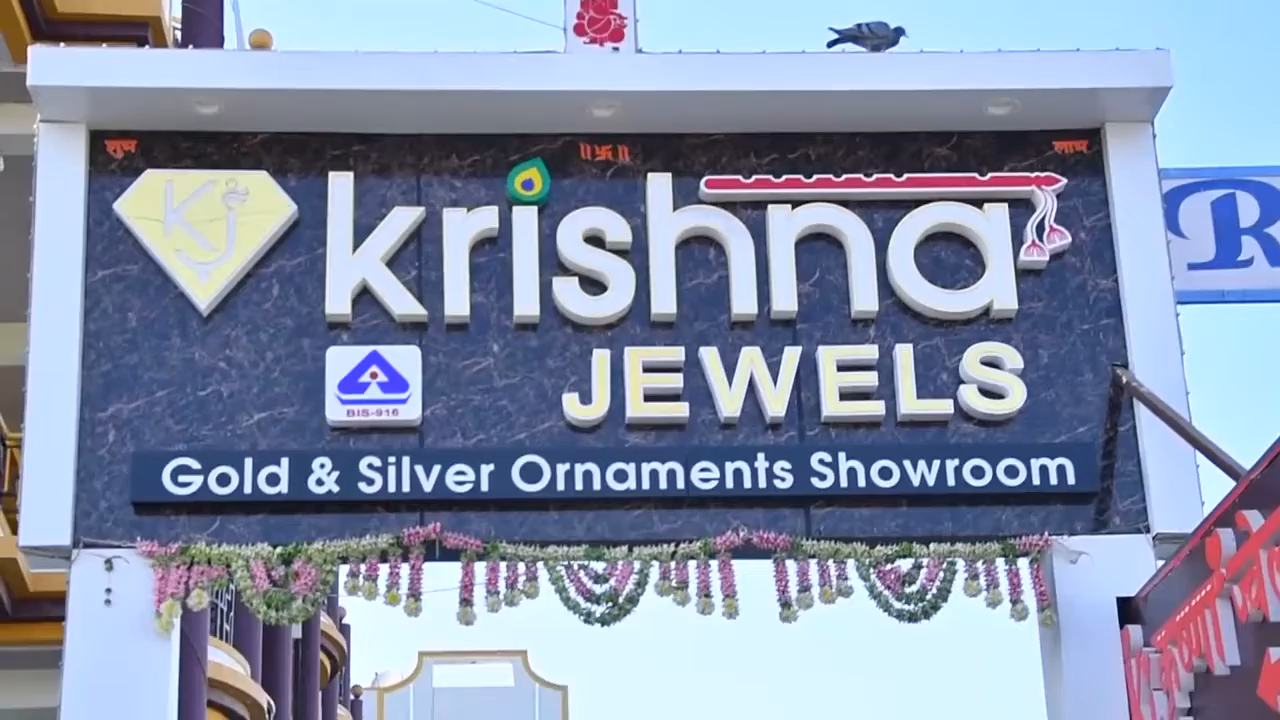 शुभ ॥卐॥ लाभ
KJ
krishna
JEWELS
BIS-916
Gold & Silver Ornaments Showroom
R